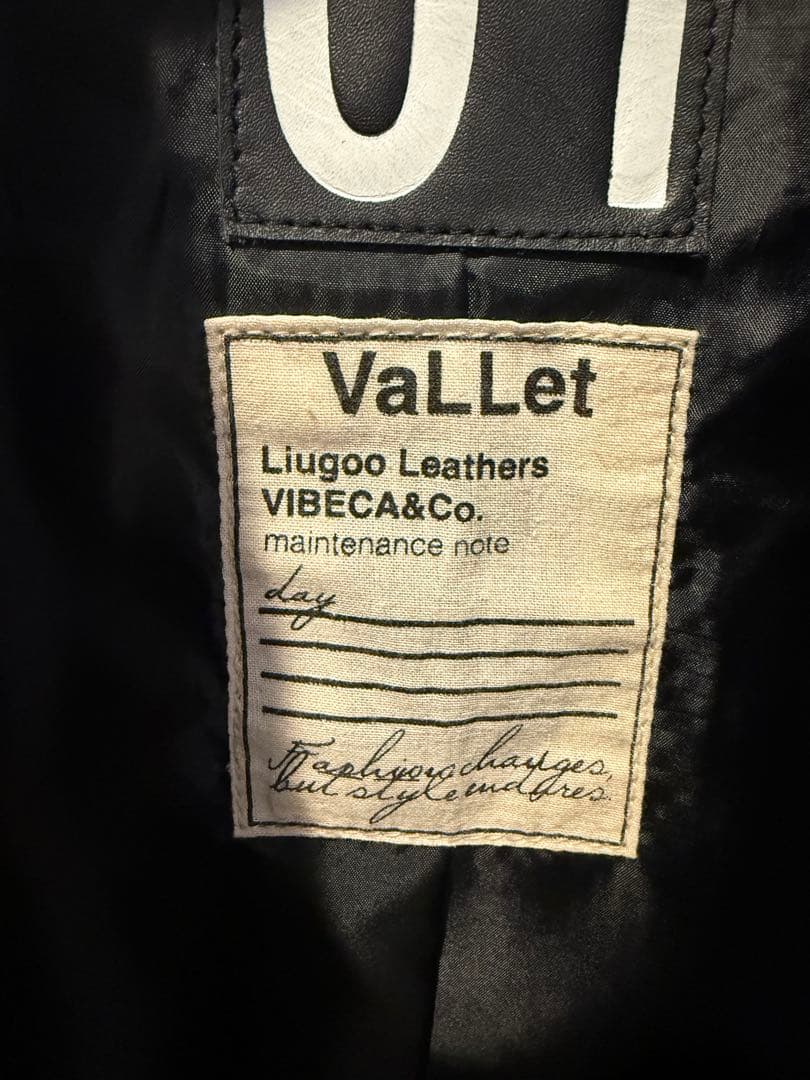 VaLLet
Liugoo Leathers
VIBECA&Co.
maintenance note
day
Fashion changes,
but style endures.